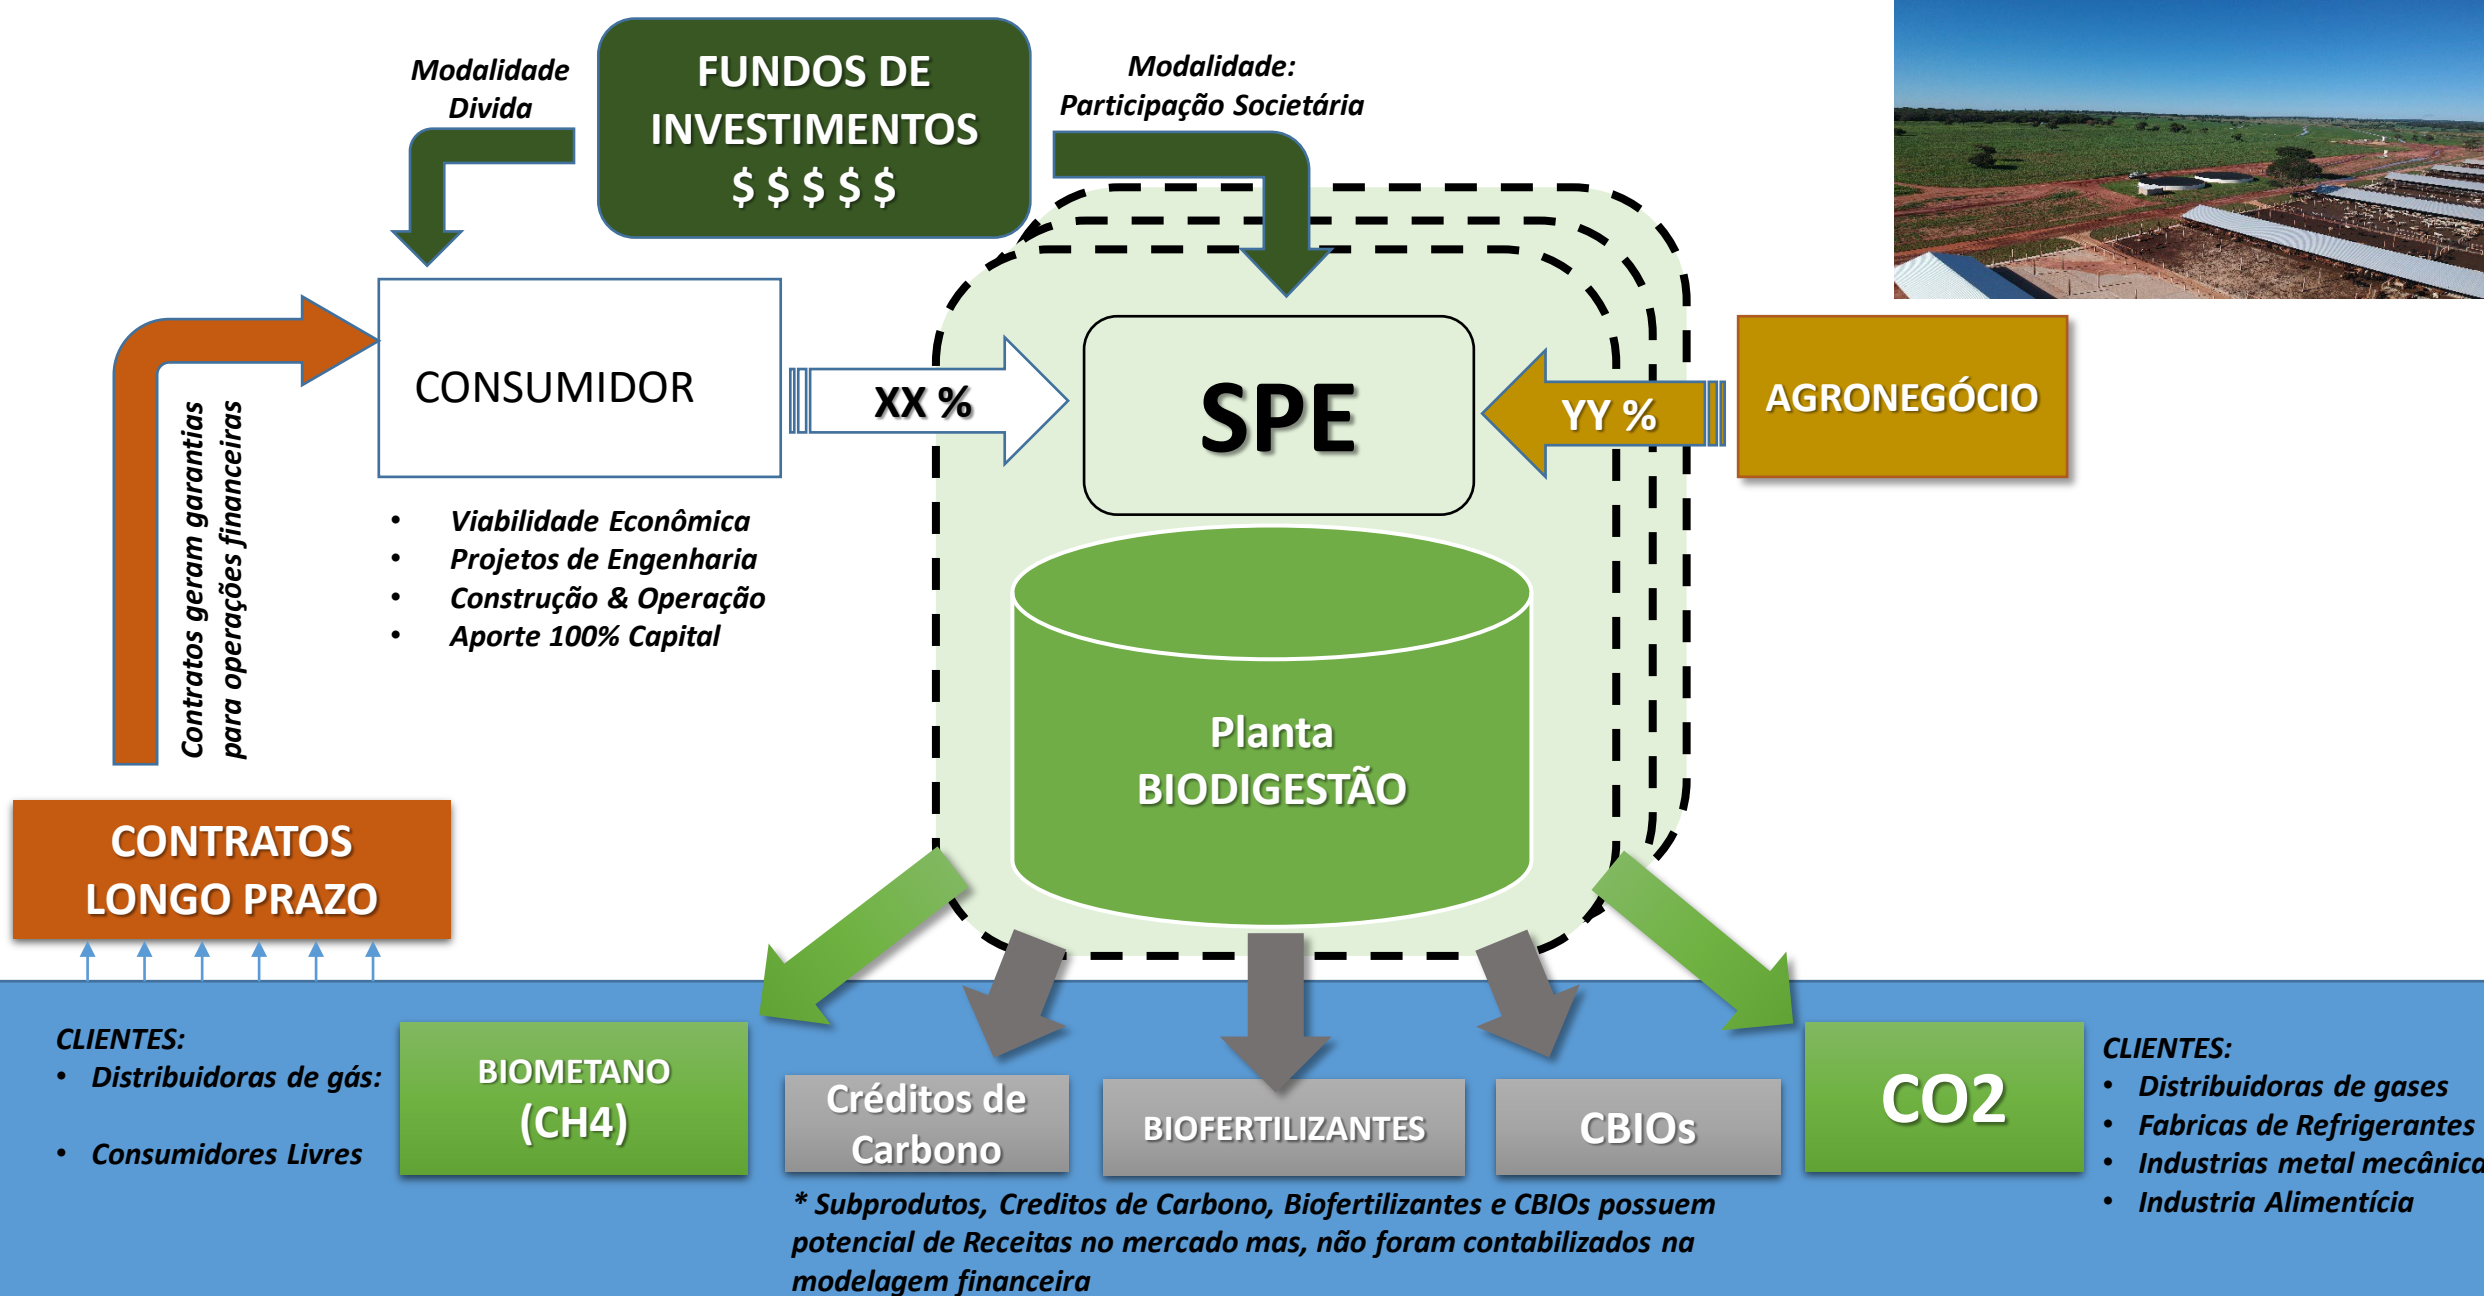 Modalidade
Divida
FUNDOS DE
INVESTIMENTOS
$ $ $ $ $
Modalidade:
Participação Societária
CONSUMIDOR
XX %
SPE
YY %
AGRONEGÓCIO
Contratos geram garantias
para operações financeiras
• Viabilidade Econômica
• Projetos de Engenharia
• Construção & Operação
• Aporte 100% Capital
Planta
BIODIGESTÃO
CONTRATOS
LONGO PRAZO
CLIENTES:
• Distribuidoras de gás:
• Consumidores Livres
BIOMETANO
(CH4)
Créditos de
Carbono
BIOFERTILIZANTES
CBIOs
CO2
CLIENTES:
• Distribuidoras de gases
• Fabricas de Refrigerantes
• Industrias metal mecânica
• Industria Alimentícia
* Subprodutos, Creditos de Carbono, Biofertilizantes e CBIOs possuem
potencial de Receitas no mercado mas, não foram contabilizados na
modelagem financeira